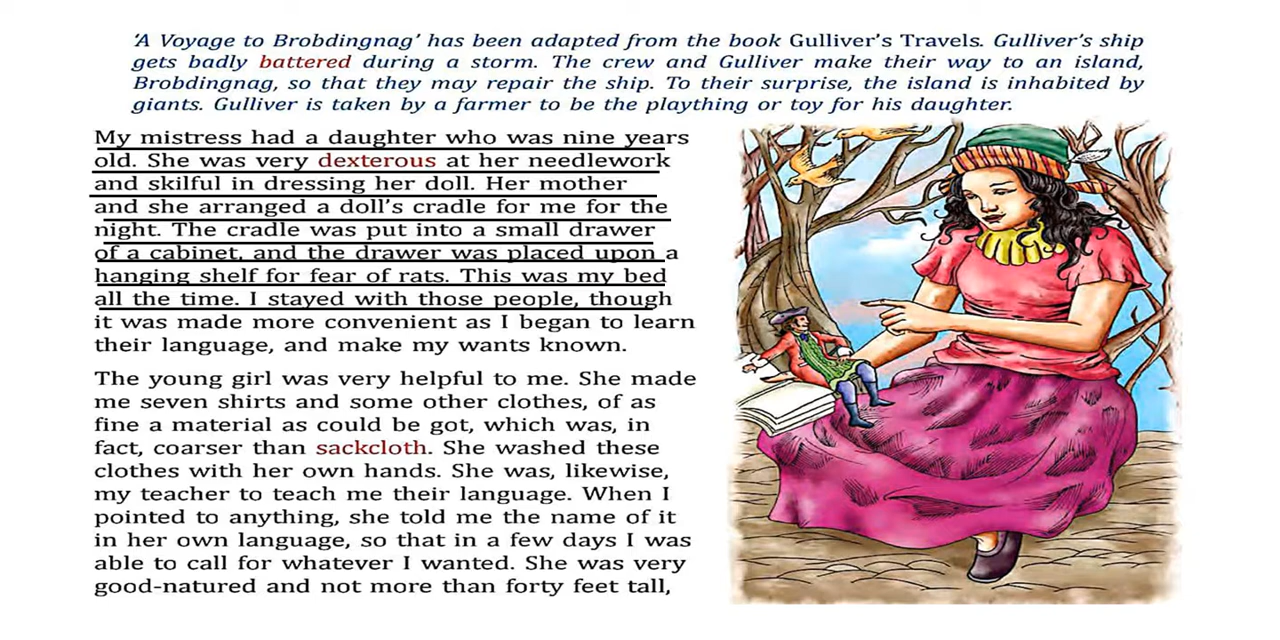 ‘A Voyage to Brobdingnag’ has been adapted from the book Gulliver’s Travels. Gulliver’s ship
gets badly battered during a storm. The crew and Gulliver make their way to an island,
Brobdingnag, so that they may repair the ship. To their surprise, the island is inhabited by
giants. Gulliver is taken by a farmer to be the plaything or toy for his daughter.
My mistress had a daughter who was nine years
old. She was very dexterous at her needlework
and skilful in dressing her doll. Her mother
and she arranged a doll’s cradle for me for the
night. The cradle was put into a small drawer
of a cabinet, and the drawer was placed upon a
hanging shelf for fear of rats. This was my bed
all the time. I stayed with those people, though
it was made more convenient as I began to learn
their language, and make my wants known.
The young girl was very helpful to me. She made
me seven shirts and some other clothes, of as
fine a material as could be got, which was, in
fact, coarser than sackcloth. She washed these
clothes with her own hands. She was, likewise,
my teacher to teach me their language. When I
pointed to anything, she told me the name of it
in her own language, so that in a few days I was
able to call for whatever I wanted. She was very
good-natured and not more than forty feet tall,